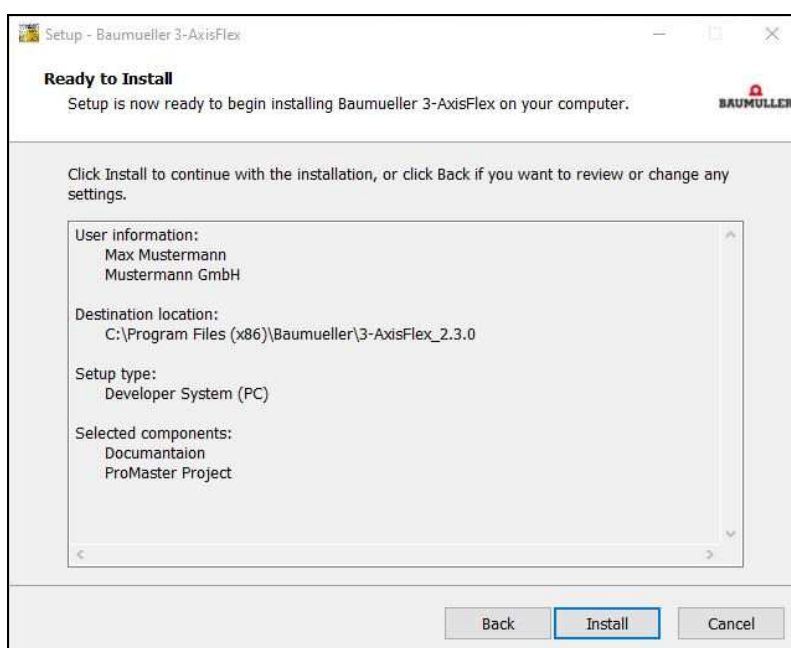 Setup - Baumueller 3-AxisFlex
Ready to Install
Setup is now ready to begin installing Baumueller 3-AxisFlex on your computer.
BAUMÜLLER
Click Install to continue with the installation, or click Back if you want to review or change any
settings.
User information:
Max Mustermann
Mustermann GmbH
Destination location:
C:\Program Files (x86)\Baumueller\3-AxisFlex_2.3.0
Setup type:
Developer System (PC)
Selected components:
Documantaion
ProMaster Project
Back
Install
Cancel